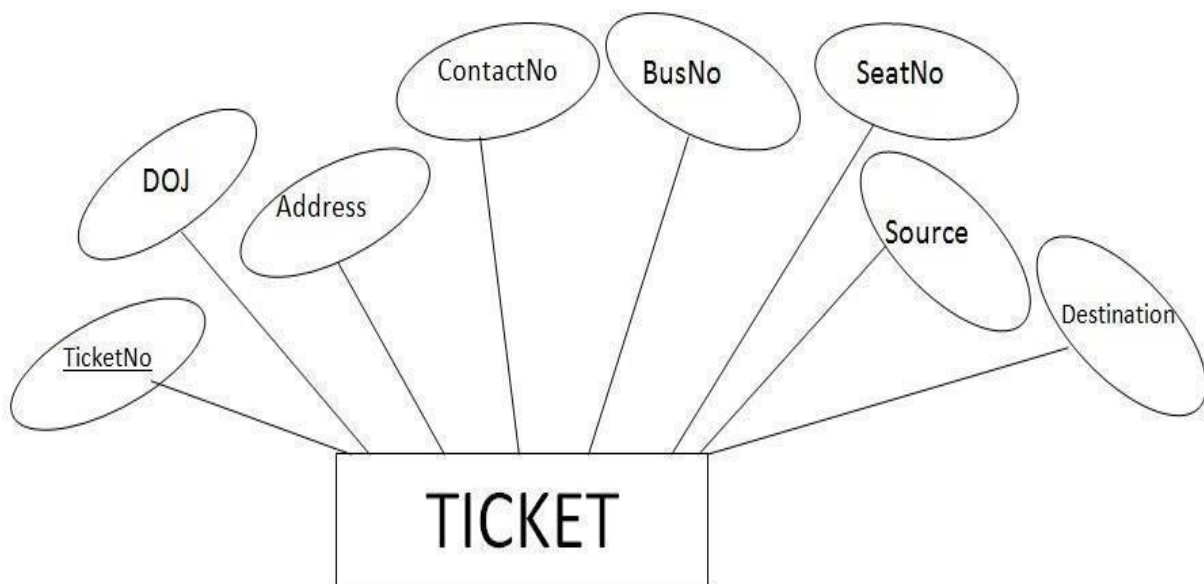 ContactNo
BusNo
SeatNo
DOJ
Address
Source
Destination
TicketNo
TICKET